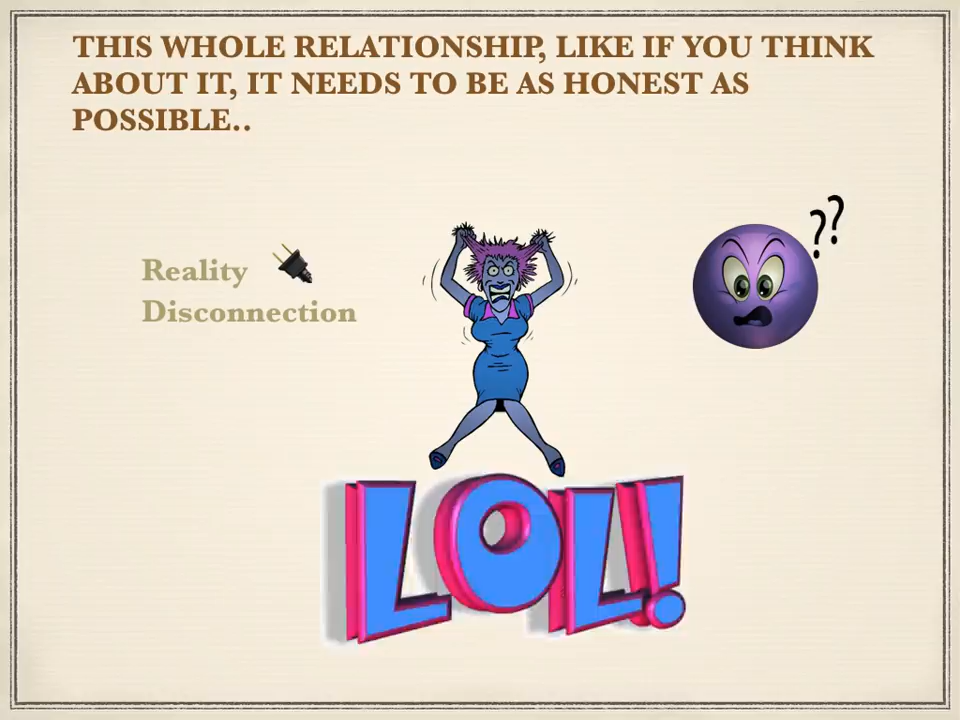 THIS WHOLE RELATIONSHIP, LIKE IF YOU THINK
ABOUT IT, IT NEEDS TO BE AS HONEST AS
POSSIBLE..
??
Reality
Disconnection
LOL!